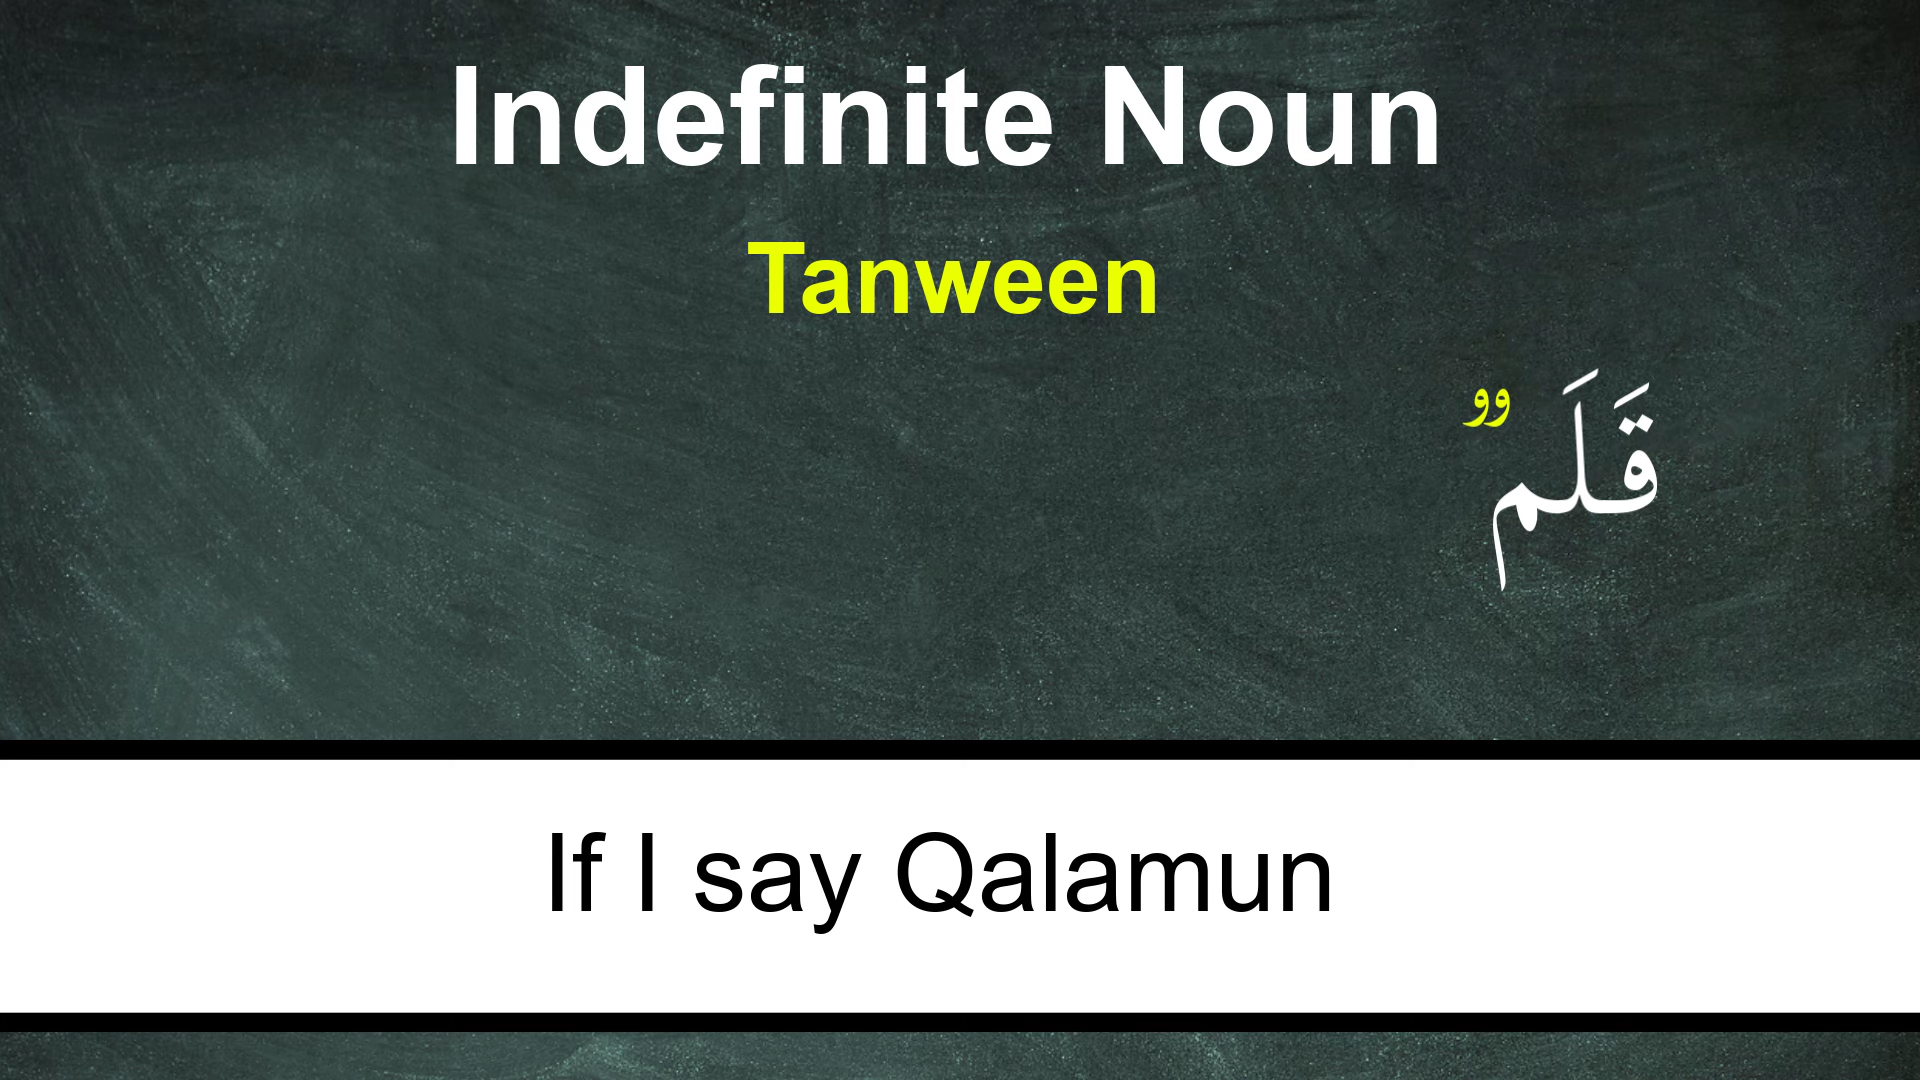 Indefinite Noun
Tanween
قَلَمٌ
If I say Qalamun